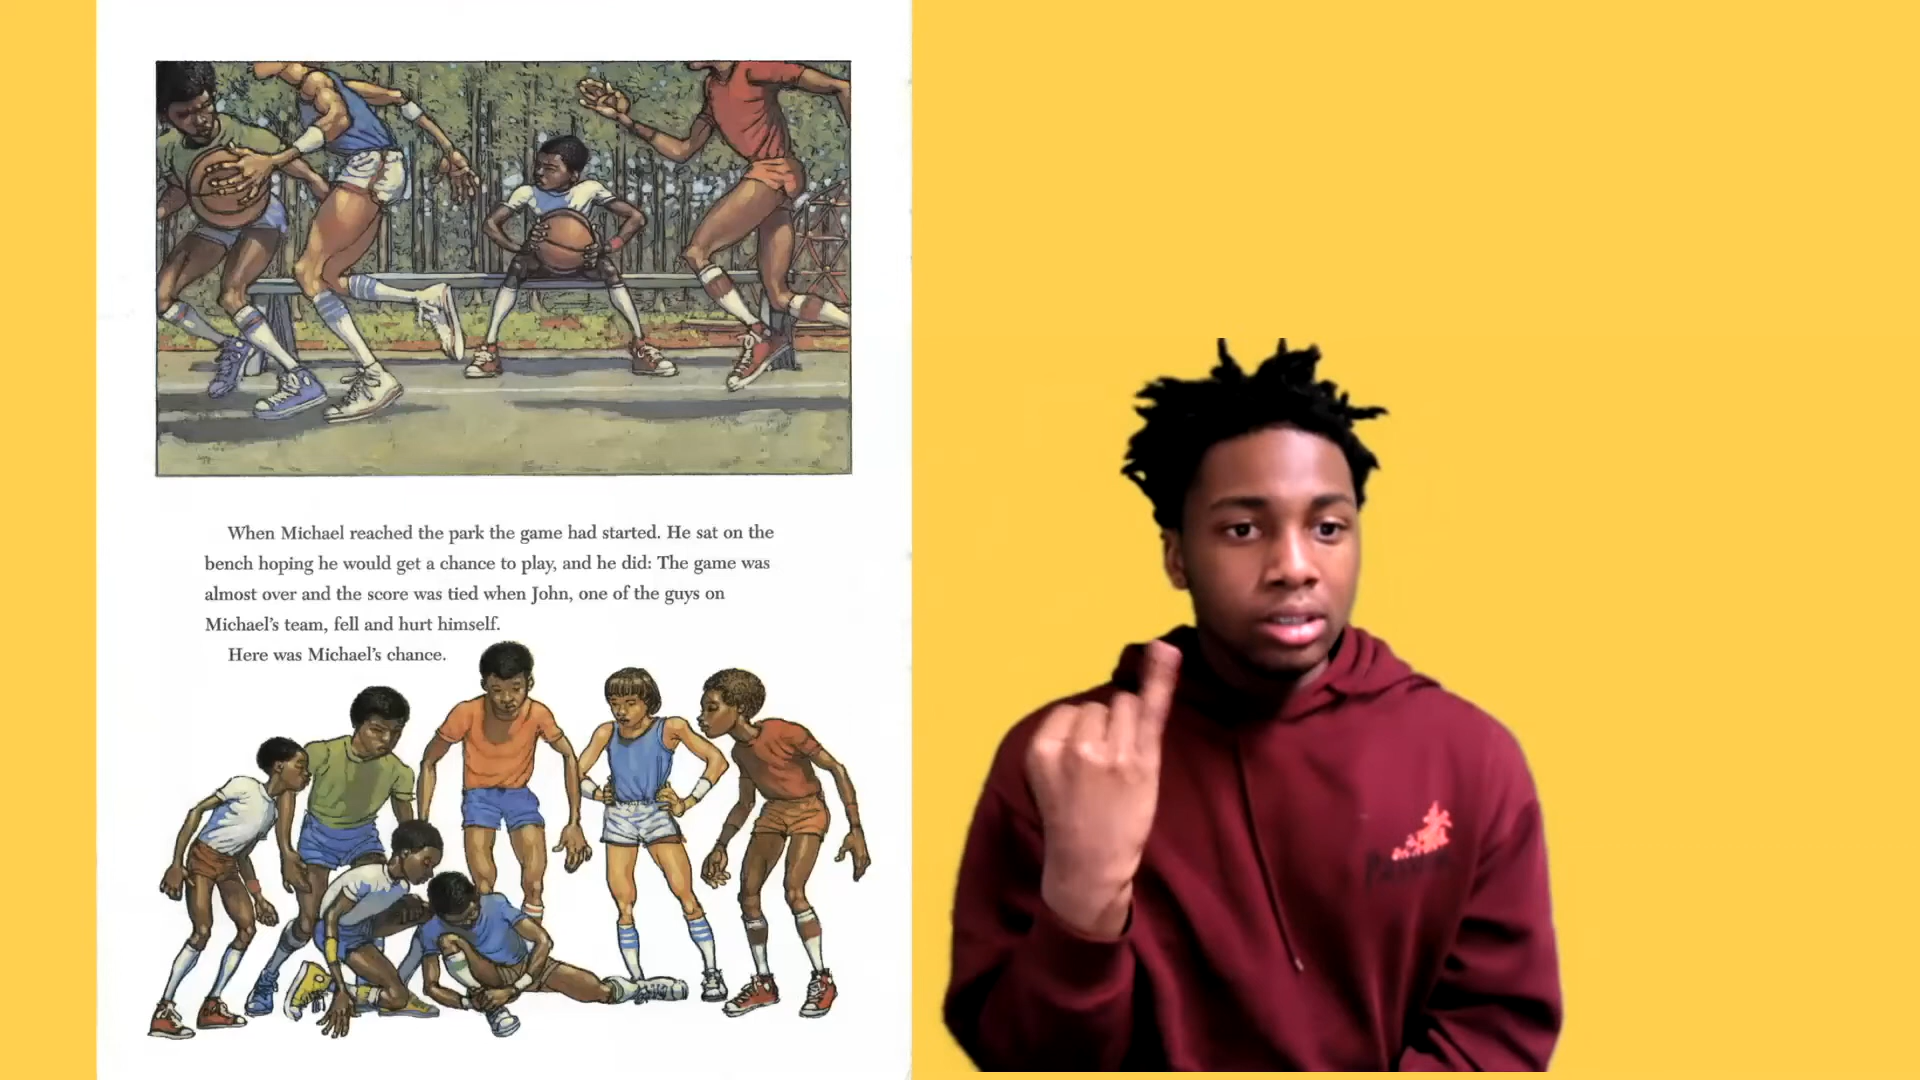 When Michael reached the park the game had started. He sat on the
bench hoping he would get a chance to play, and he did: The game was
almost over and the score was tied when John, one of the guys on
Michael's team, fell and hurt himself.
Here was Michael's chance.